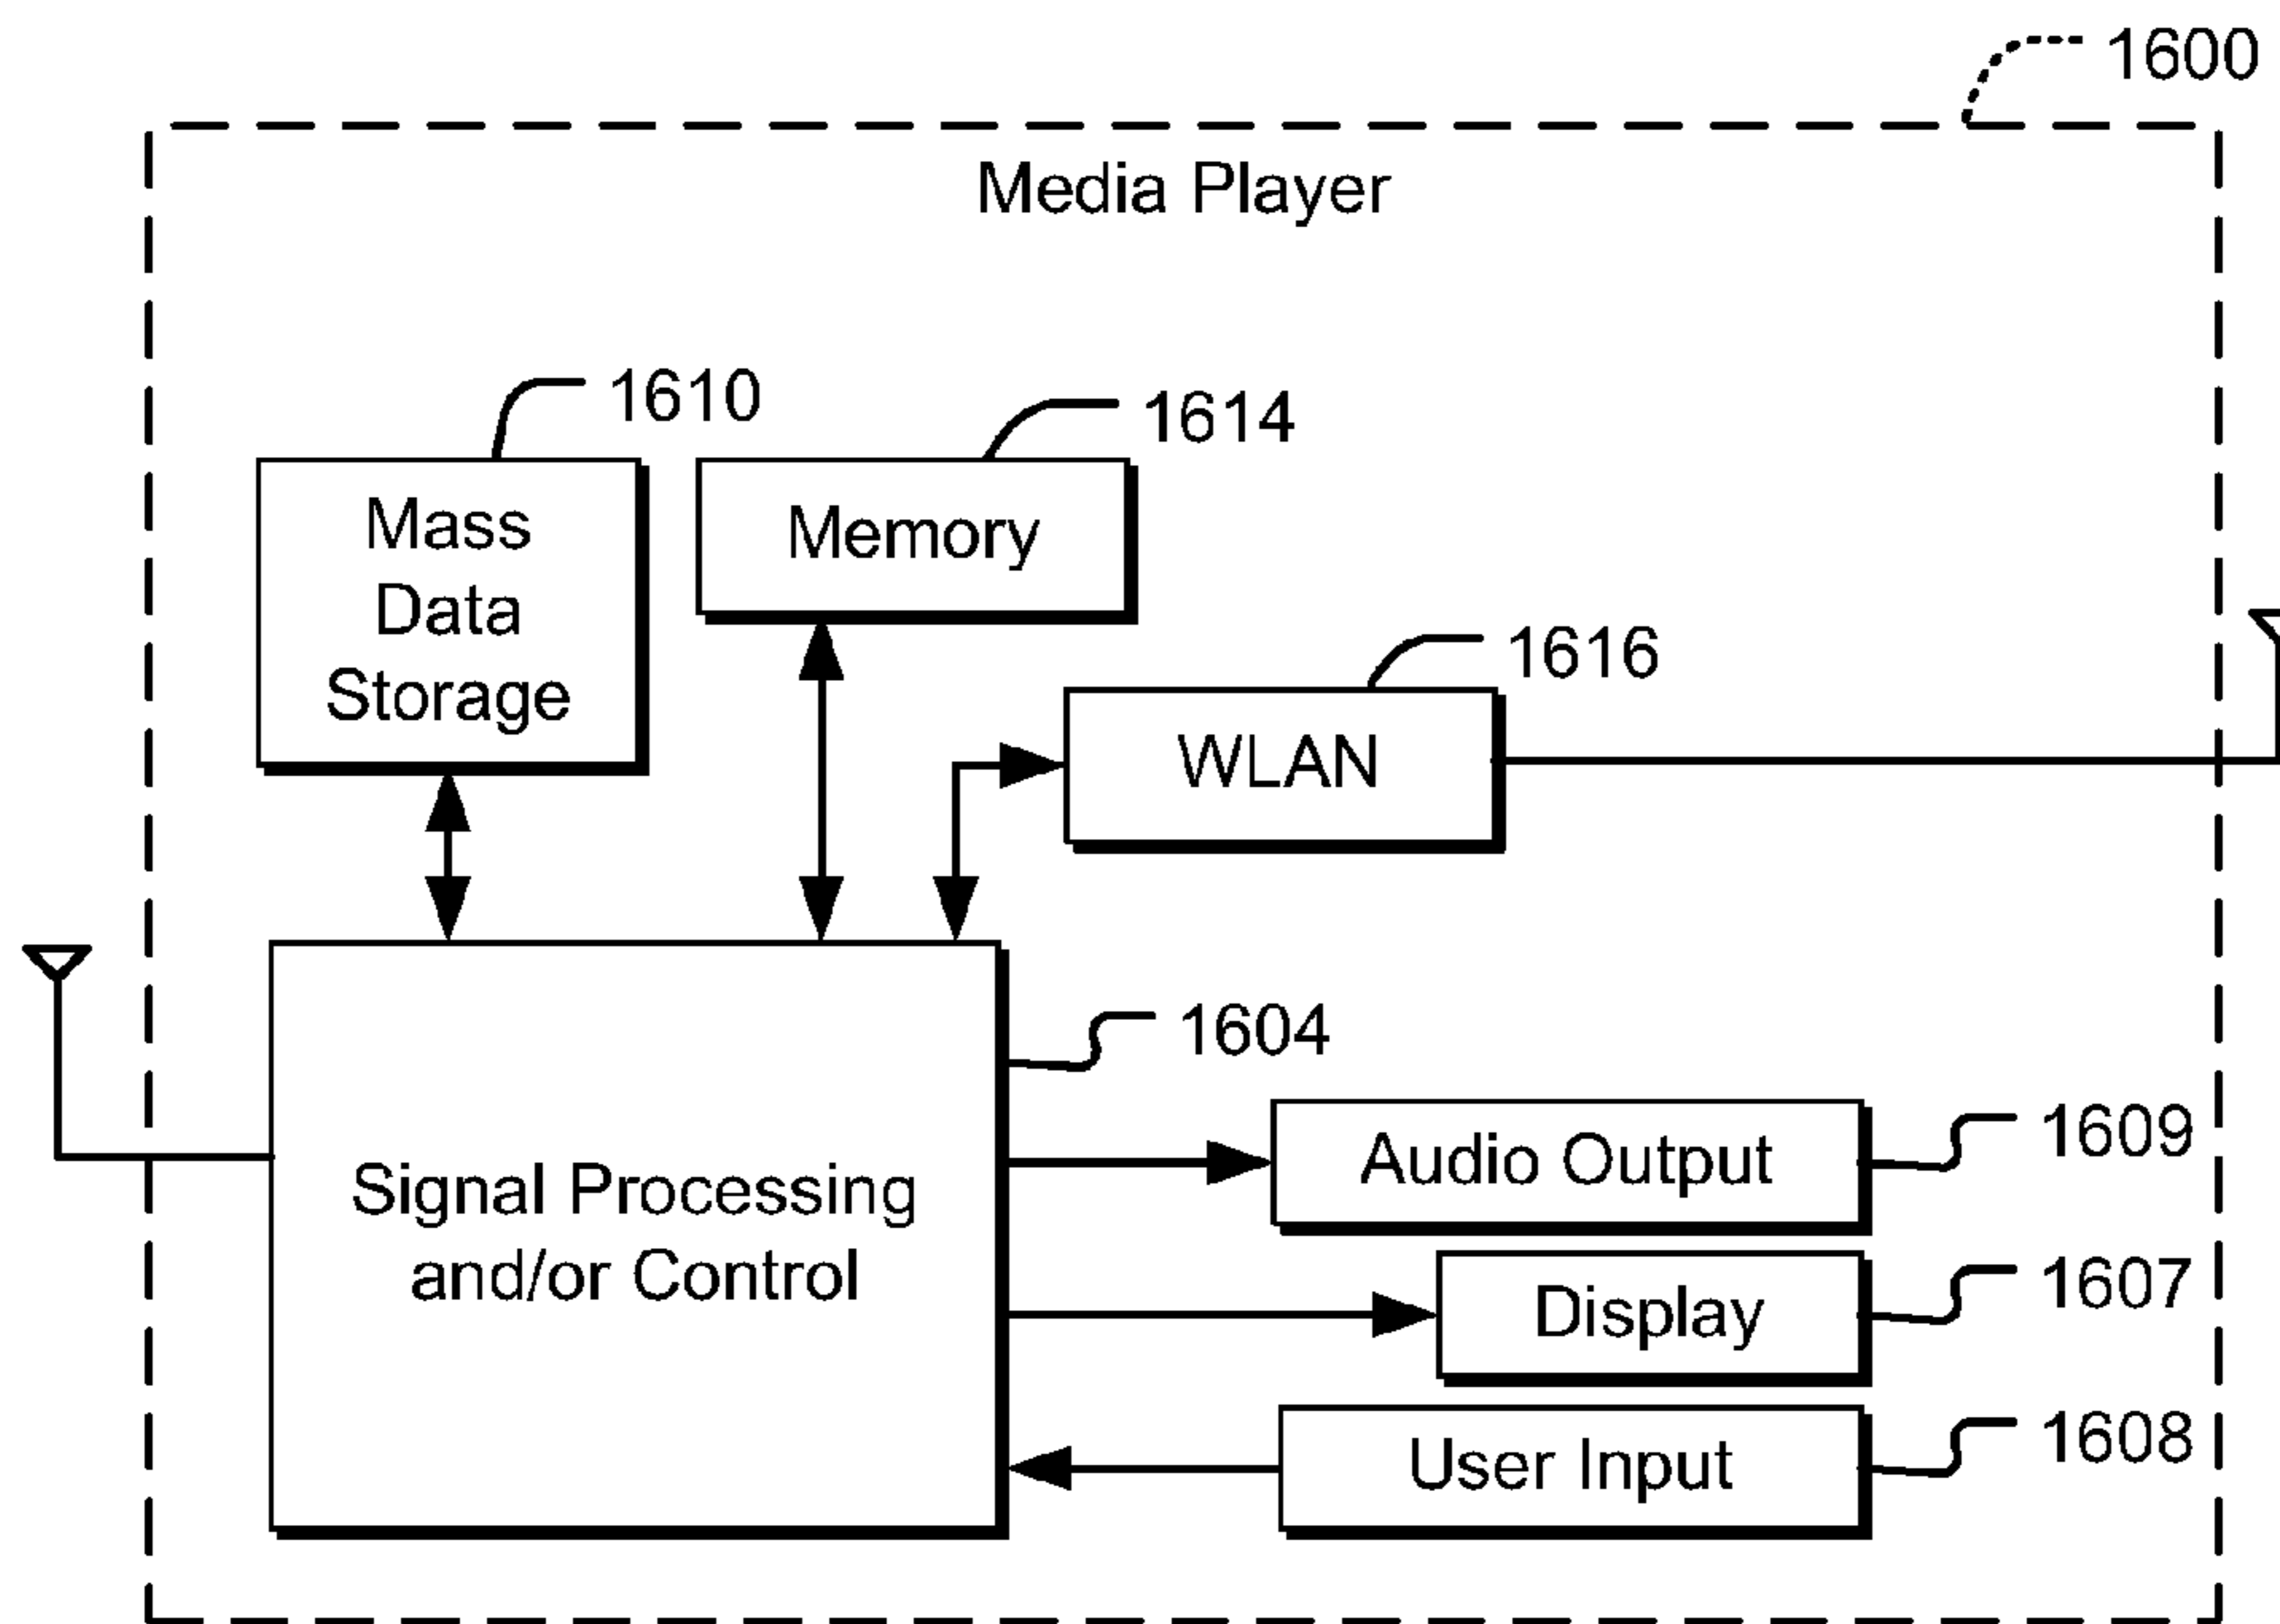 1600
Media Player
1610
1614
Mass
Data
Storage
Memory
1616
WLAN
1604
Signal Processing
and/or Control
Audio Output
1609
Display
1607
User Input
1608